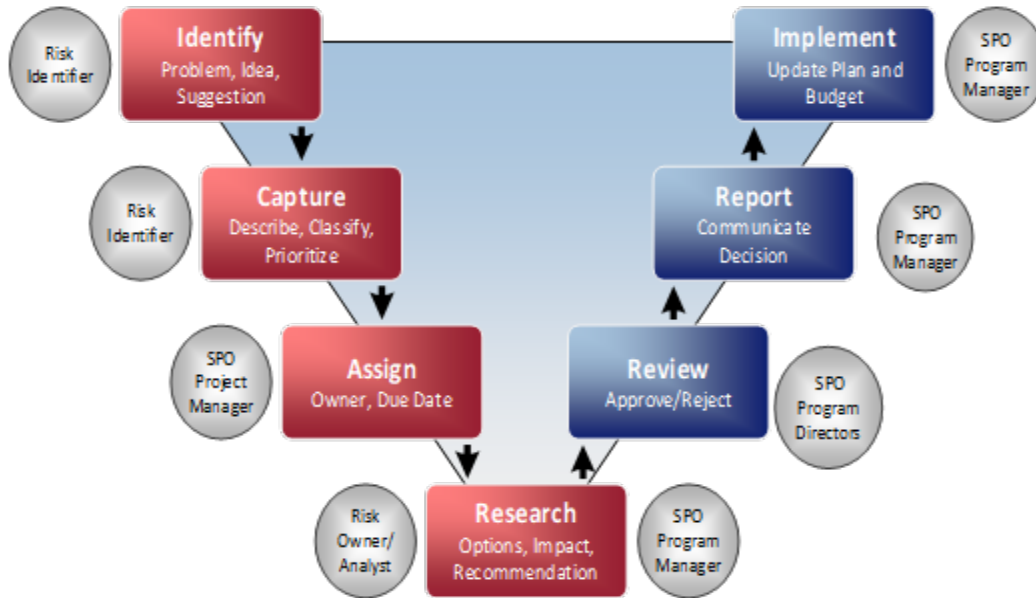 Risk
Identifier
Identify
Problem, Idea,
Suggestion
Implement
Update Plan and
Budget
SPO
Program
Manager
Risk
Identifier
Capture
Describe, Classify,
Prioritize
Report
Communicate
Decision
SPO
Program
Manager
SPO
Project
Manager
Assign
Owner, Due Date
Review
Approve/Reject
SPO
Program
Directors
Risk
Owner/
Analyst
Research
Options, Impact,
Recommendation
SPO
Program
Manager